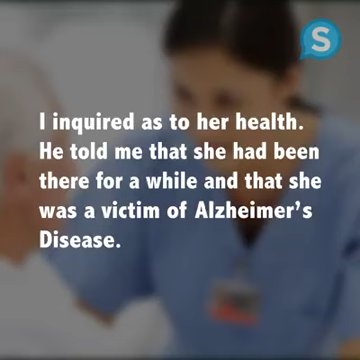 S
I inquired as to her health.
He told me that she had been
there for a while and that she
was a victim of Alzheimer's
Disease.